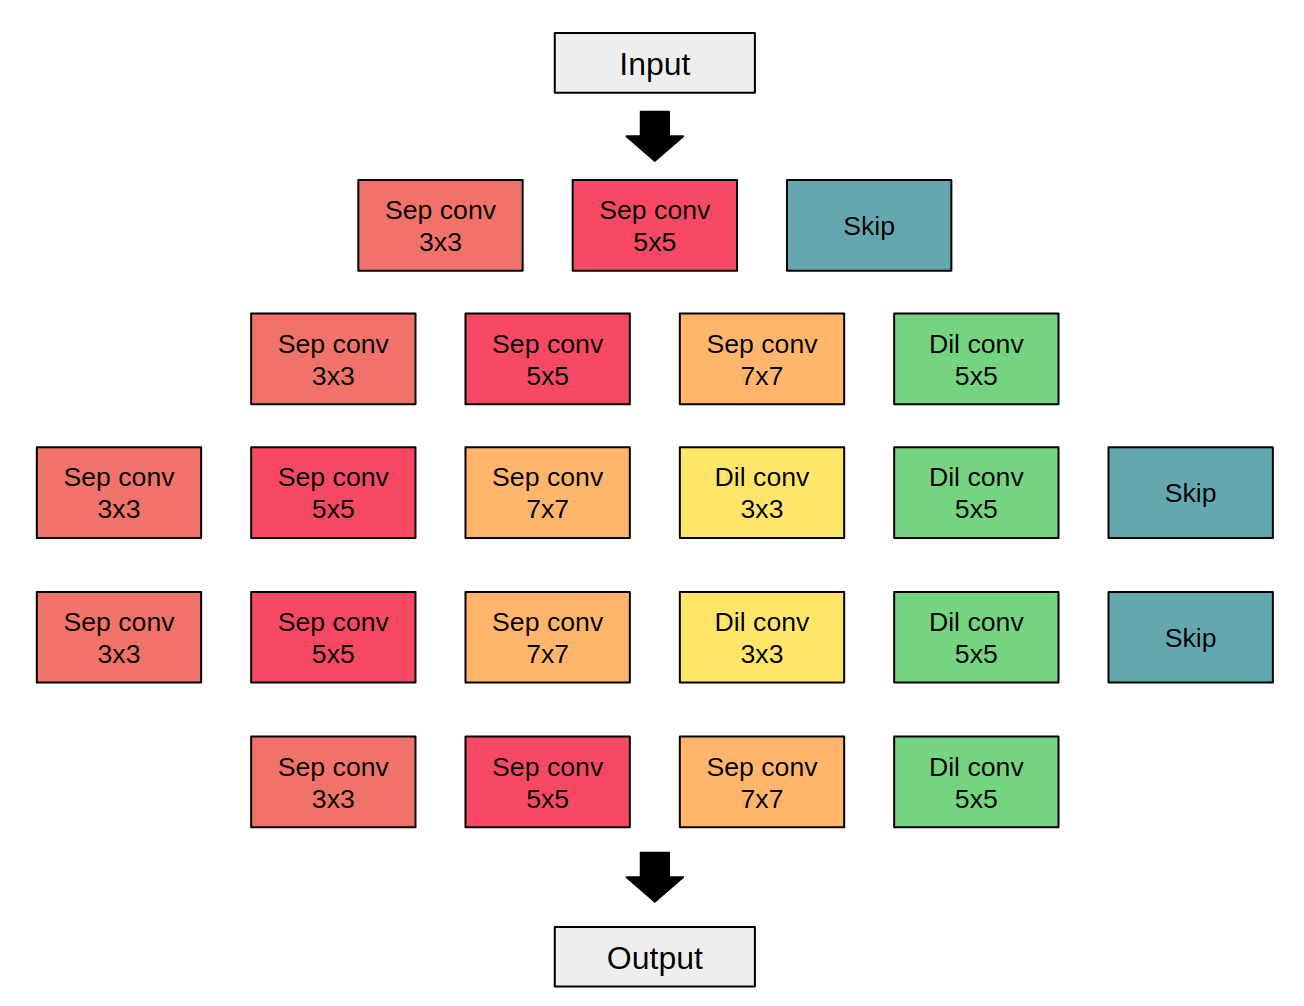 Input
Sep conv
3x3
Sep conv
5x5
Skip
Sep conv
3x3
Sep conv
5x5
Sep conv
7x7
Dil conv
5x5
Sep conv
3x3
Sep conv
5x5
Sep conv
7x7
Dil conv
3x3
Dil conv
5x5
Skip
Sep conv
3x3
Sep conv
5x5
Sep conv
7x7
Dil conv
3x3
Dil conv
5x5
Skip
Sep conv
3x3
Sep conv
5x5
Sep conv
7x7
Dil conv
5x5
Output